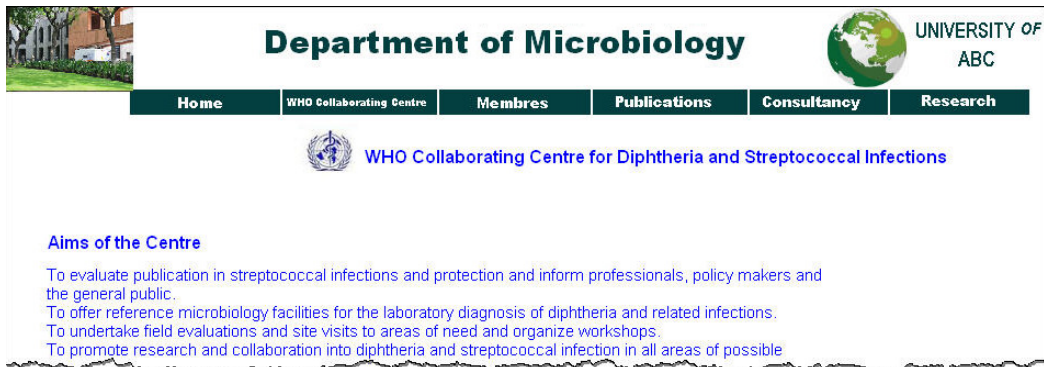 Department of Microbiology
UNIVERSITY OF
ABC
Home WHO Collaborating Centre Membres Publications Consultancy Research
WHO Collaborating Centre for Diphtheria and Streptococcal Infections
Aims of the Centre
To evaluate publication in streptococcal infections and protection and inform professionals, policy makers and
the general public.
To offer reference microbiology facilities for the laboratory diagnosis of diphtheria and related infections.
To undertake field evaluations and site visits to areas of need and organize workshops.
To promote research and collaboration into diphtheria and streptococcal infection in all areas of possible